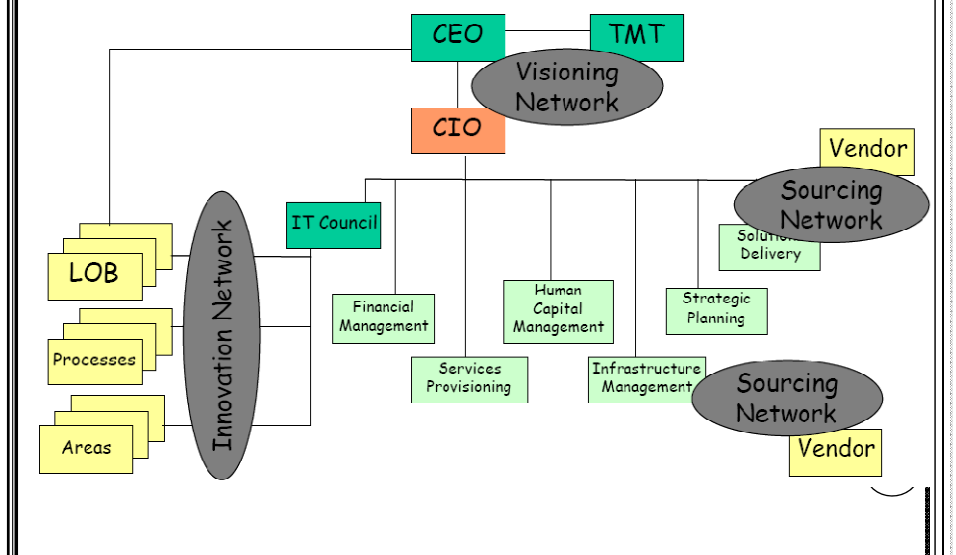 CEO
TMT
Visioning
Network
CIO
Vendor
Sourcing
Network
IT Council
Innovation Network
LOB
Solution
Delivery
Financial
Management
Human
Capital
Management
Strategic
Planning
Processes
Services
Provisioning
Infrastructure
Management
Sourcing
Network
Areas
Vendor